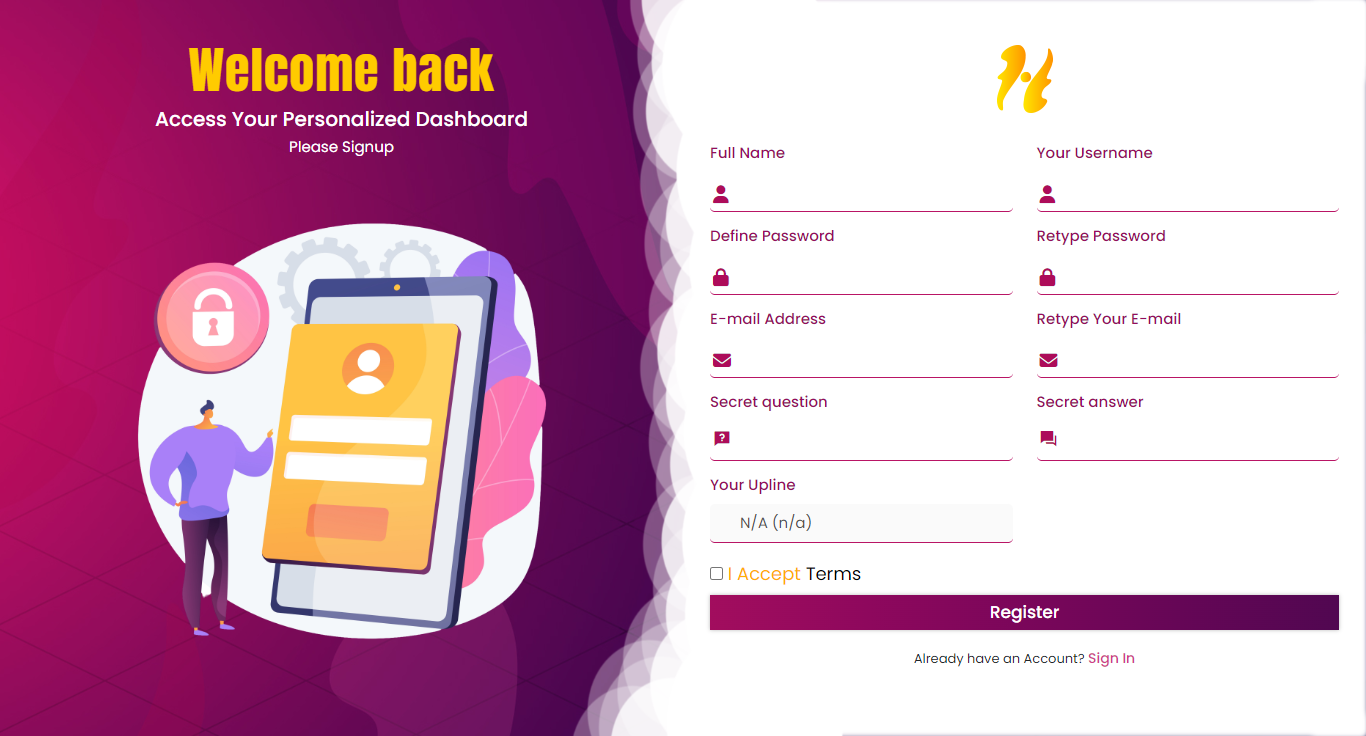 Welcome back
Access Your Personalized Dashboard
Please Signup
Full Name
Your Username
Define Password
Retype Password
E-mail Address
Retype Your E-mail
Secret question
Secret answer
?
Your Upline
N/A (n/a)
I Accept Terms
Register
Already have an Account? Sign In